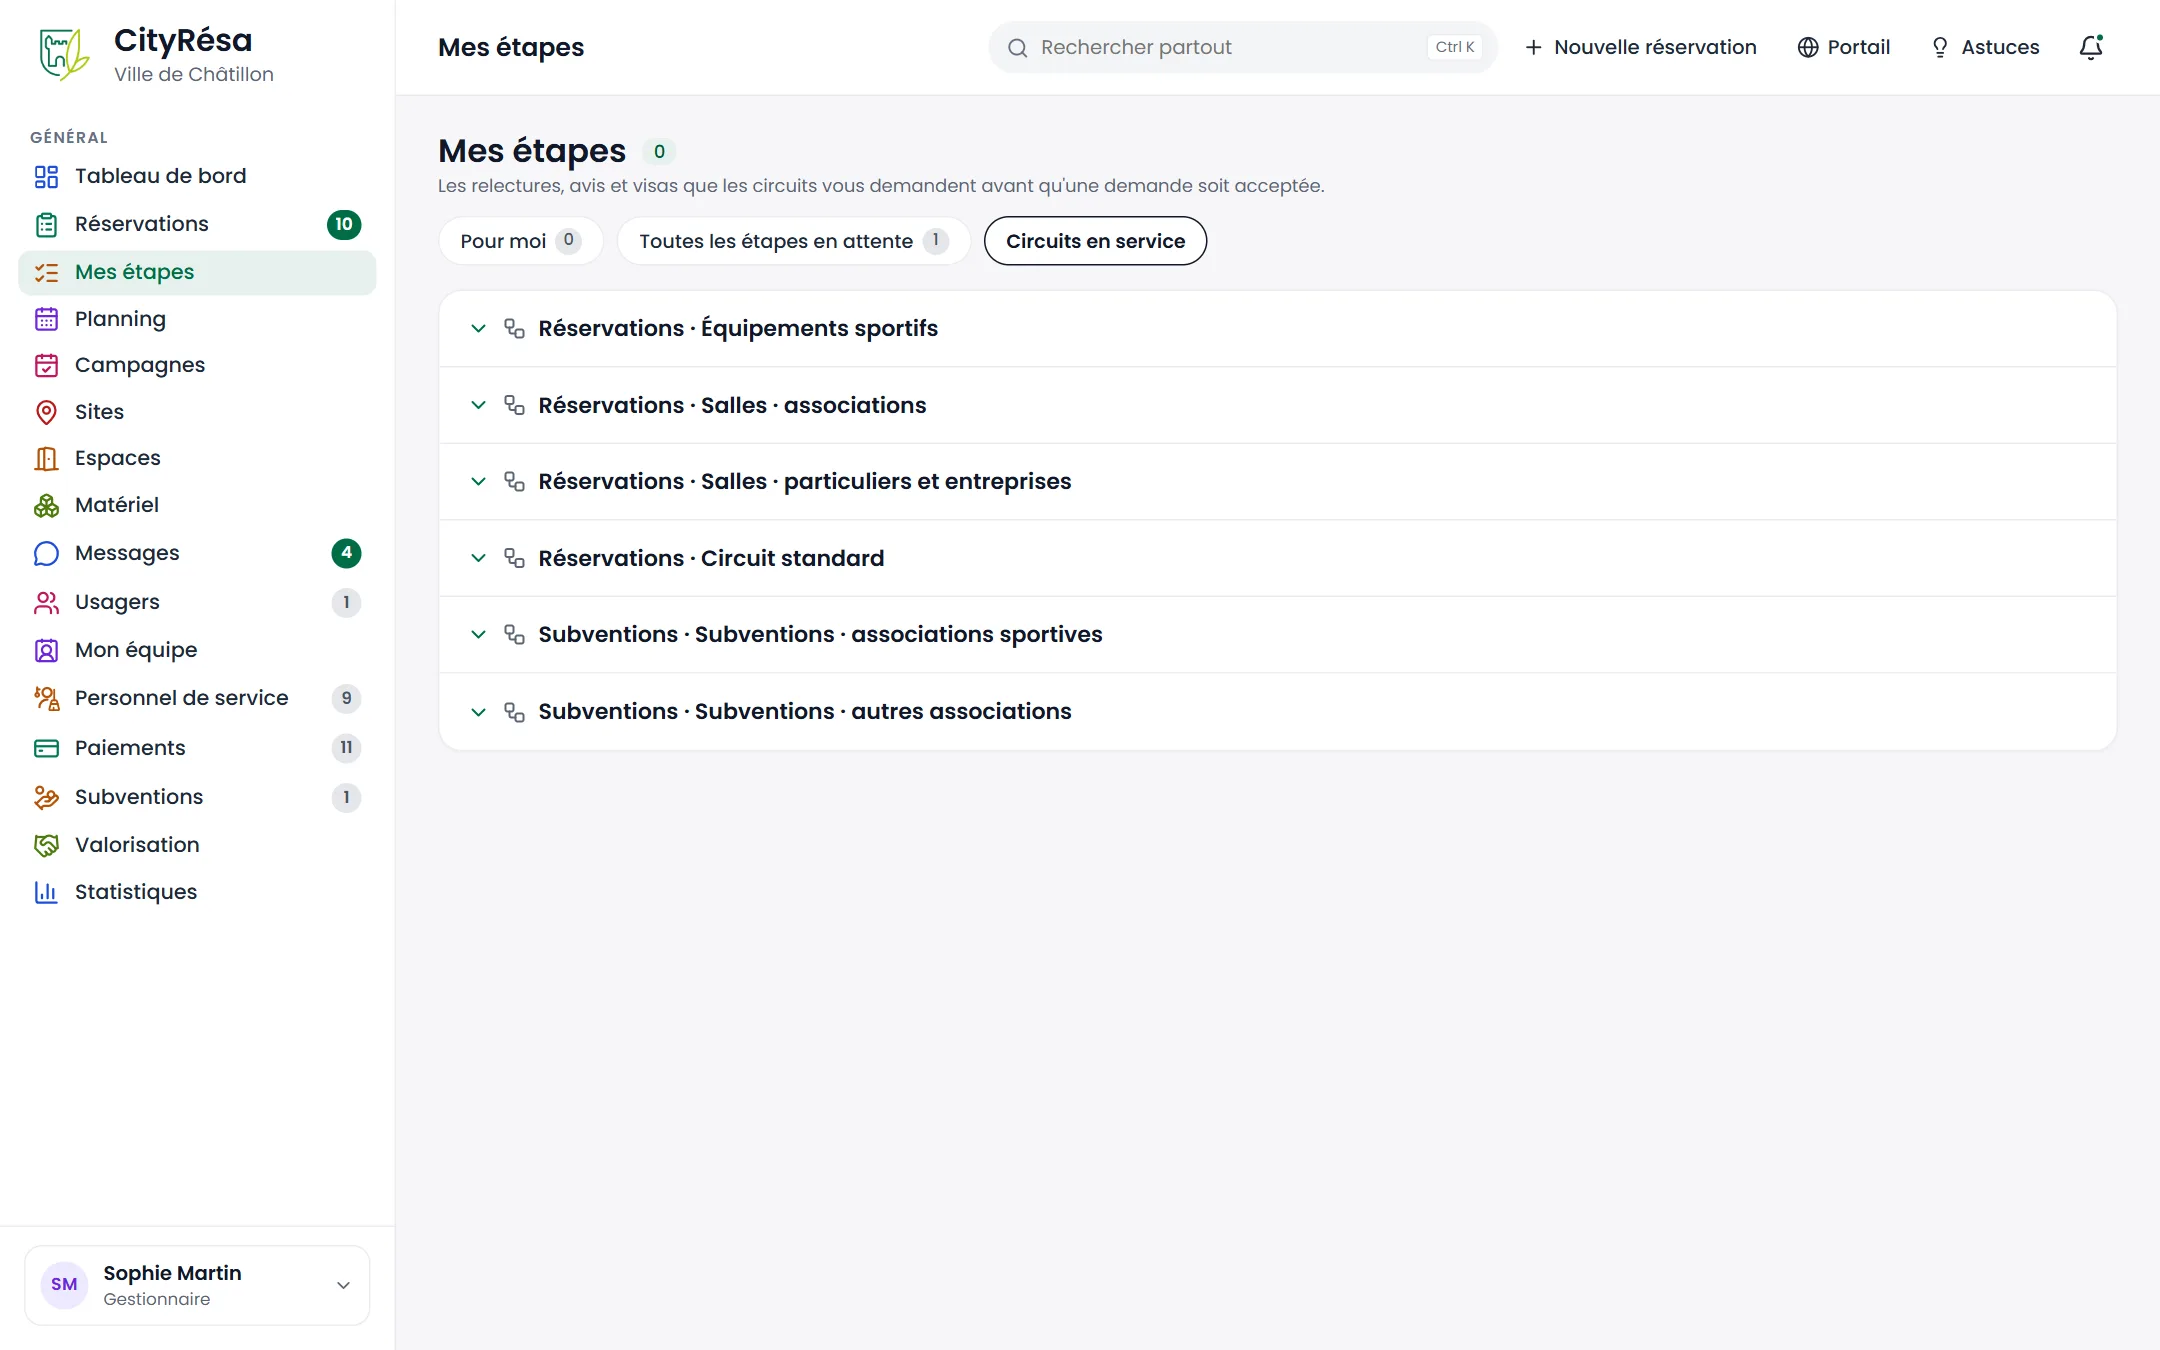 CityRésa
Ville de Châtillon
GÉNÉRAL
Tableau de bord
Réservations 10
Mes étapes
Planning
Campagnes
Sites
Espaces
Matériel
Messages 4
Usagers 1
Mon équipe
Personnel de service 9
Paiements 11
Subventions 1
Valorisation
Statistiques
SM
Sophie Martin
Gestionnaire
Mes étapes
Rechercher partout Ctrl K
Nouvelle réservation
Portail
Astuces
Mes étapes 0
Les relectures, avis et visas que les circuits vous demandent avant qu'une demande soit acceptée.
Pour moi 0
Toutes les étapes en attente 1
Circuits en service
Réservations · Équipements sportifs
Réservations · Salles · associations
Réservations · Salles · particuliers et entreprises
Réservations · Circuit standard
Subventions · Subventions · associations sportives
Subventions · Subventions · autres associations